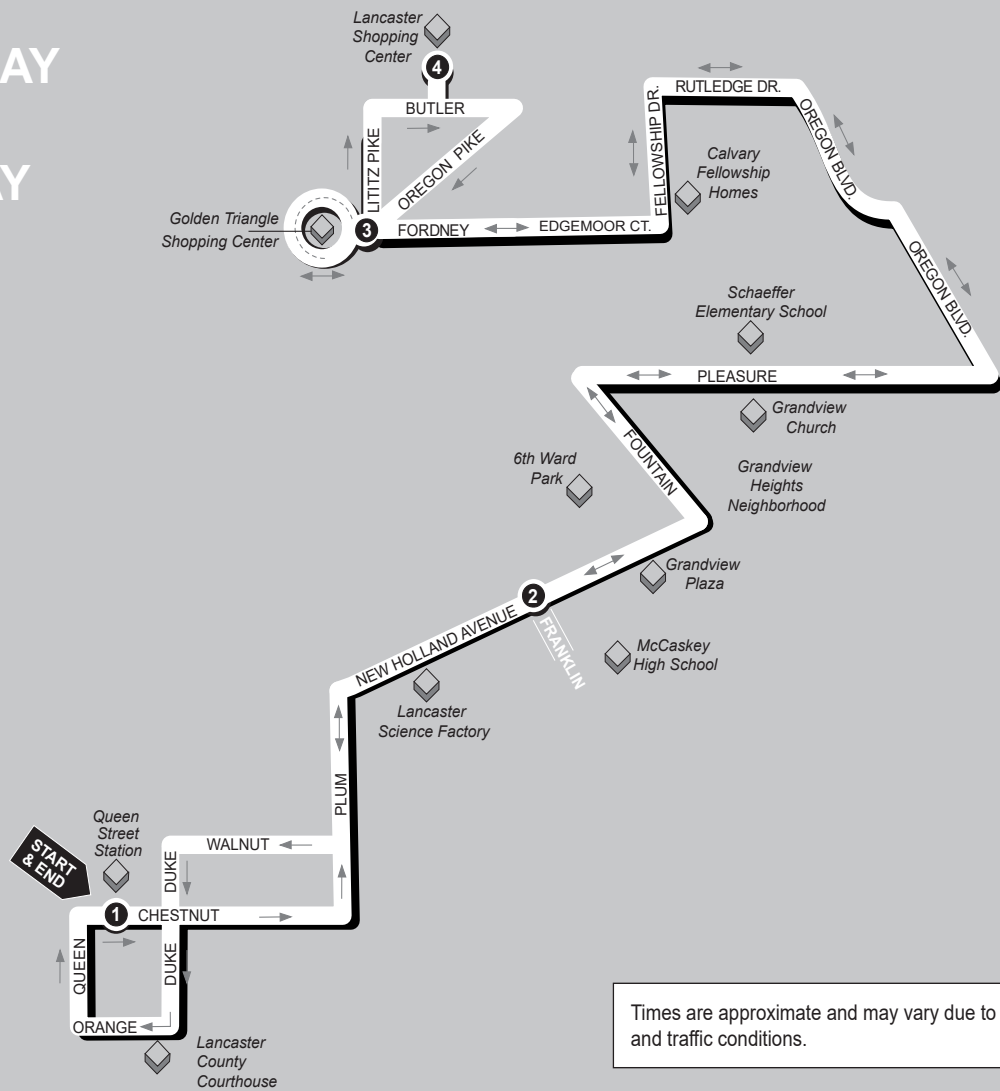 AY
AY
Lancaster
Shopping
Center
4
BUTLER
LITITZ PIKE
OREGON PIKE
Golden Triangle
Shopping Center
3
FORDNEY
EDGEMOOR CT.
FELLOWSHIP DR.
RUTLEDGE DR.
OREGON BLVD.
Calvary
Fellowship
Homes
OREGON BLVD.
Schaeffer
Elementary School
PLEASURE
Grandview
Church
FOUNTAIN
6th Ward
Park
Grandview
Heights
Neighborhood
Grandview
Plaza
2
FRANKLIN
NEW HOLLAND AVENUE
McCaskey
High School
Lancaster
Science Factory
PLUM
Queen
Street
Station
START
& END
WALNUT
DUKE
1
CHESTNUT
QUEEN
DUKE
ORANGE
Lancaster
County
Courthouse
Times are approximate and may vary due to
and traffic conditions.